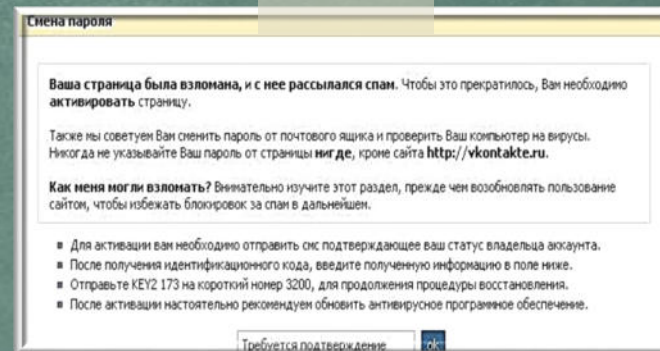 Смена пароля
Ваша страница была взломана, и с нее рассылался спам. Чтобы это прекратилось, Вам необходимо
активировать страницу.
Также мы советуем Вам сменить пароль от почтового ящика и проверить Ваш компьютер на вирусы.
Никогда не указывайте Ваш пароль от страницы нигде, кроме сайта http://vkontakte.ru.
Как меня могли взломать? Внимательно изучите этот раздел, прежде чем возобновлять пользование
сайтом, чтобы избежать блокировок за спам в дальнейшем.
Для активации вам необходимо отправить смс подтверждающее ваш статус владельца аккаунта.
После получения идентификационного кода, введите полученную информацию в поле ниже.
Отправьте KEY2 173 на короткий номер 3200, для продолжения процедуры восстановления.
После активации настоятельно рекомендуем обновить антивирусное программное обеспечение.
Требуется подтверждение ok